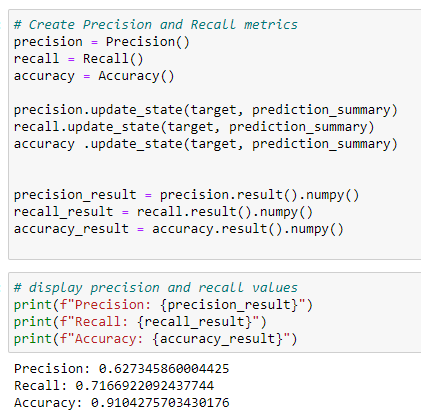 # Create Precision and Recall metrics
precision = Precision()
recall = Recall()
accuracy = Accuracy()
precision.update_state(target, prediction_summary)
recall.update_state(target, prediction_summary)
accuracy .update_state(target, prediction_summary)
precision_result = precision.result().numpy()
recall_result = recall.result().numpy()
accuracy_result = accuracy.result().numpy()
# display precision and recall values
print(f"Precision: {precision_result}")
print(f"Recall: {recall_result}")
print(f"Accuracy: {accuracy_result}")
Precision: 0.627345860004425
Recall: 0.7166922092437744
Accuracy: 0.9104275703430176